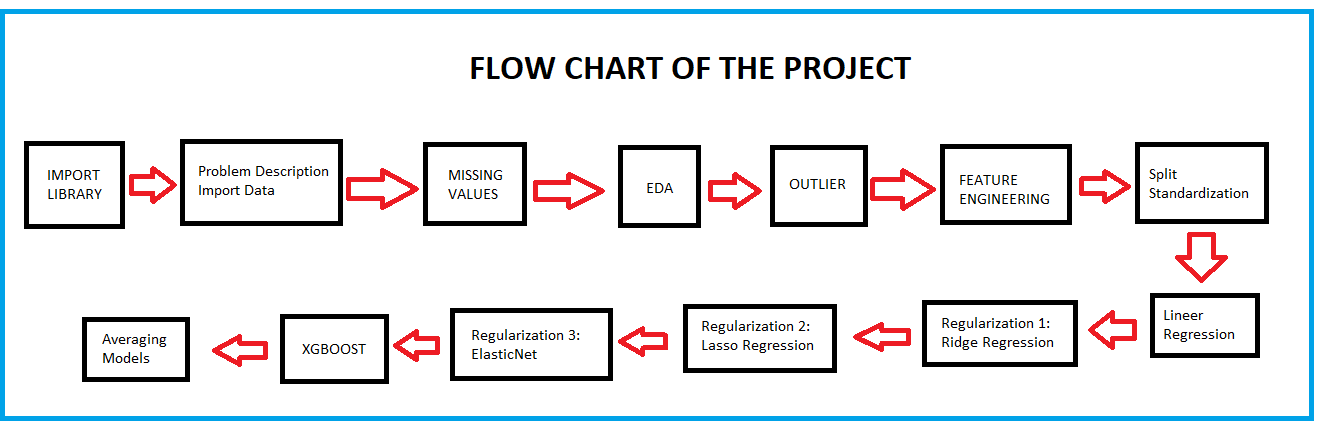 FLOW CHART OF THE PROJECT
IMPORT
LIBRARY
Problem Description
Import Data
MISSING
VALUES
EDA
OUTLIER
FEATURE
ENGINEERING
Split
Standardization
Lineer
Regression
Regularization 1:
Ridge Regression
Regularization 2:
Lasso Regression
Regularization 3:
ElasticNet
XGBOOST
Averaging
Models